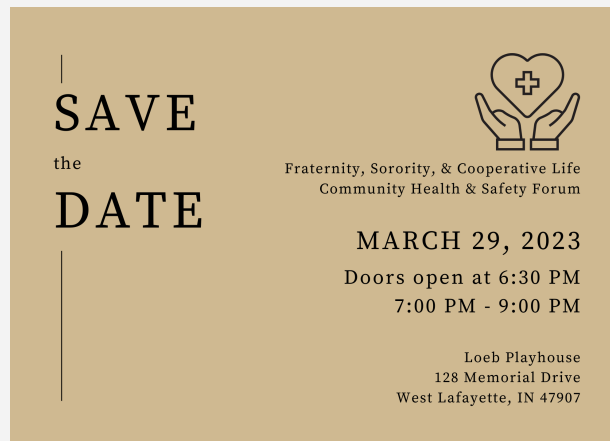 SAVE
the
DATE
Fraternity, Sorority, & Cooperative Life
Community Health & Safety Forum
MARCH 29, 2023
Doors open at 6:30 PM
7:00 PM - 9:00 PM
Loeb Playhouse
128 Memorial Drive
West Lafayette, IN 47907